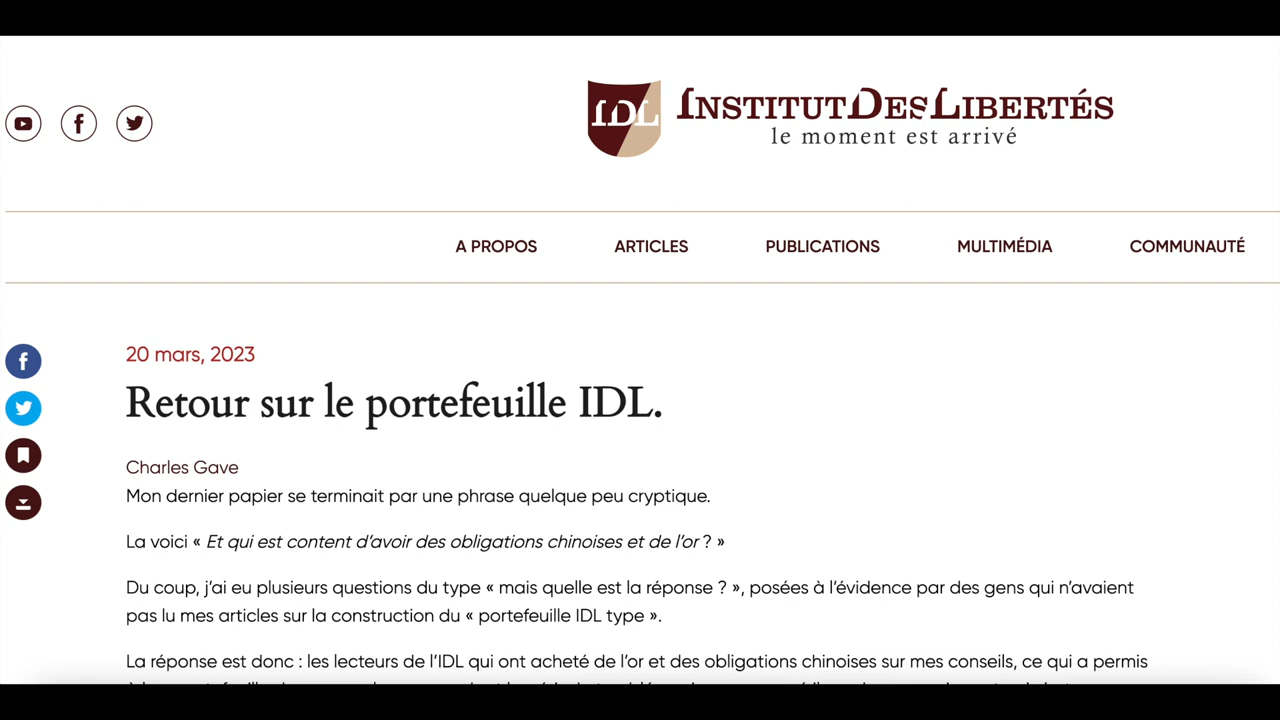 IDL
INSTITUT DES LIBERTÉS
le moment est arrivé
A PROPOS
ARTICLES
PUBLICATIONS
MULTIMÉDIA
COMMUNAUTÉ
20 mars, 2023
Retour sur le portefeuille IDL.
Charles Gave
Mon dernier papier se terminait par une phrase quelque peu cryptique.
La voici « Et qui est content d’avoir des obligations chinoises et de l’or ? »
Du coup, j’ai eu plusieurs questions du type « mais quelle est la réponse ? », posées à l’évidence par des gens qui n’avaient
pas lu mes articles sur la construction du « portefeuille IDL type ».
La réponse est donc : les lecteurs de l’IDL qui ont acheté de l’or et des obligations chinoises sur mes conseils, ce qui a permis